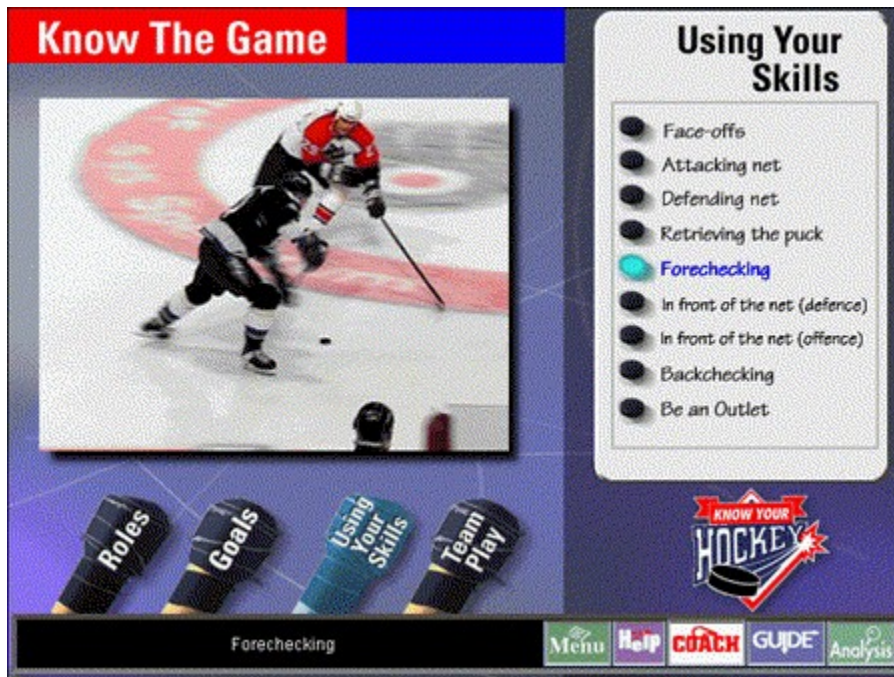 Know The Game
Using Your
Skills
Face-offs
Attacking net
Defending net
Retrieving the puck
Forechecking
In front of the net (defence)
In front of the net (offence)
Backchecking
Be an Outlet
Roles
Goals
Using
Your
Skills
Team
Play
KNOW YOUR
HOCKEY
Forechecking
Menu
Help
COACH
GUIDE
Analysis